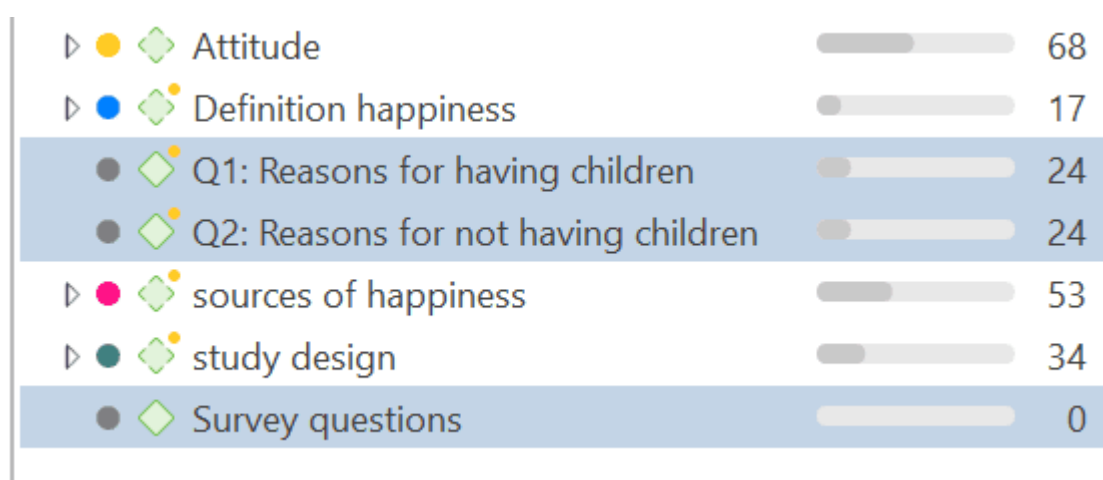 Attitude 68
Definition happiness 17
Q1: Reasons for having children 24
Q2: Reasons for not having children 24
sources of happiness 53
study design 34
Survey questions 0